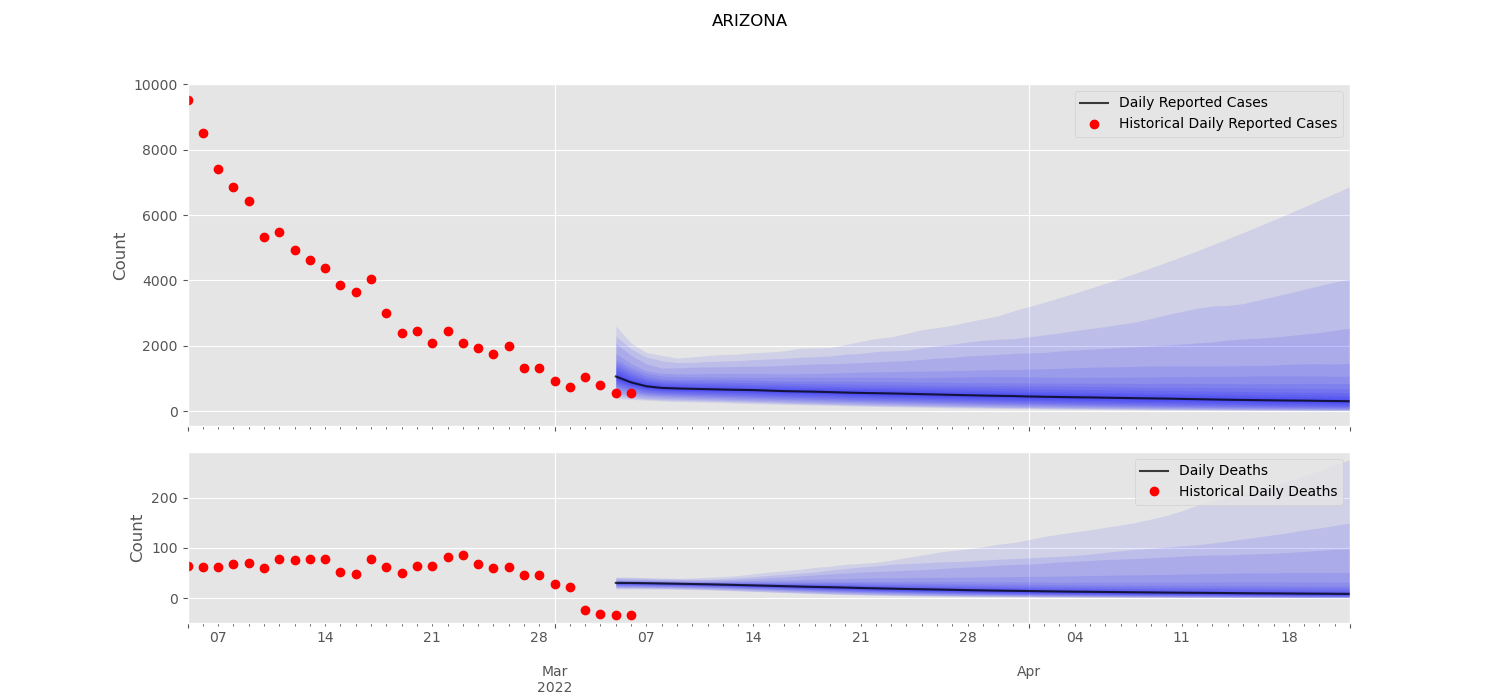 ARIZONA
10000
8000
6000
4000
2000
0
Count
Daily Reported Cases
Historical Daily Reported Cases
200
100
0
Count
Daily Deaths
Historical Daily Deaths
07 14 21 28 07 14 21 28 04 11 18
Mar Apr
2022